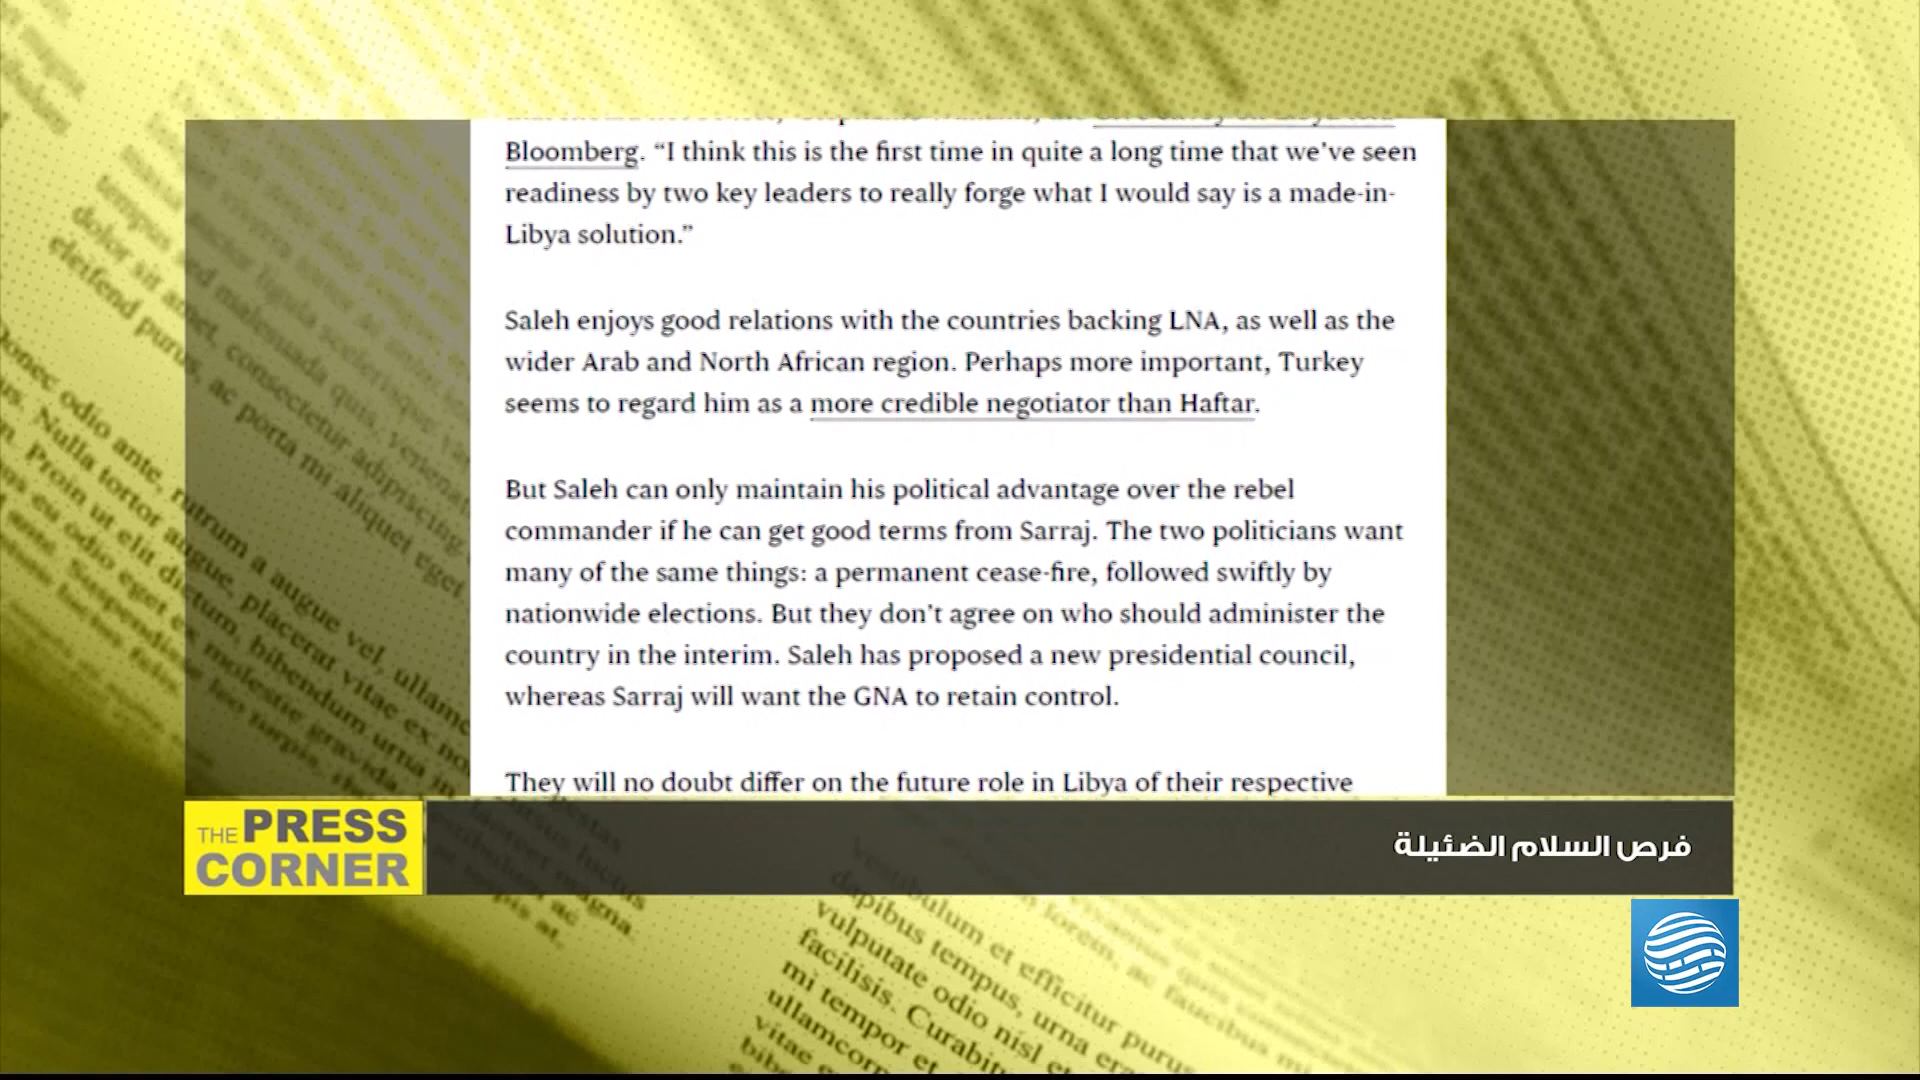 Bloomberg. “I think this is the first time in quite a long time that we’ve seen
readiness by two key leaders to really forge what I would say is a made-in-
Libya solution.”
Saleh enjoys good relations with the countries backing LNA, as well as the
wider Arab and North African region. Perhaps more important, Turkey
seems to regard him as a more credible negotiator than Haftar.
But Saleh can only maintain his political advantage over the rebel
commander if he can get good terms from Sarraj. The two politicians want
many of the same things: a permanent cease-fire, followed swiftly by
nationwide elections. But they don’t agree on who should administer the
country in the interim. Saleh has proposed a new presidential council,
whereas Sarraj will want the GNA to retain control.
They will no doubt differ on the future role in Libya of their respective
THE PRESS
CORNER
فرص السلام الضئيلة